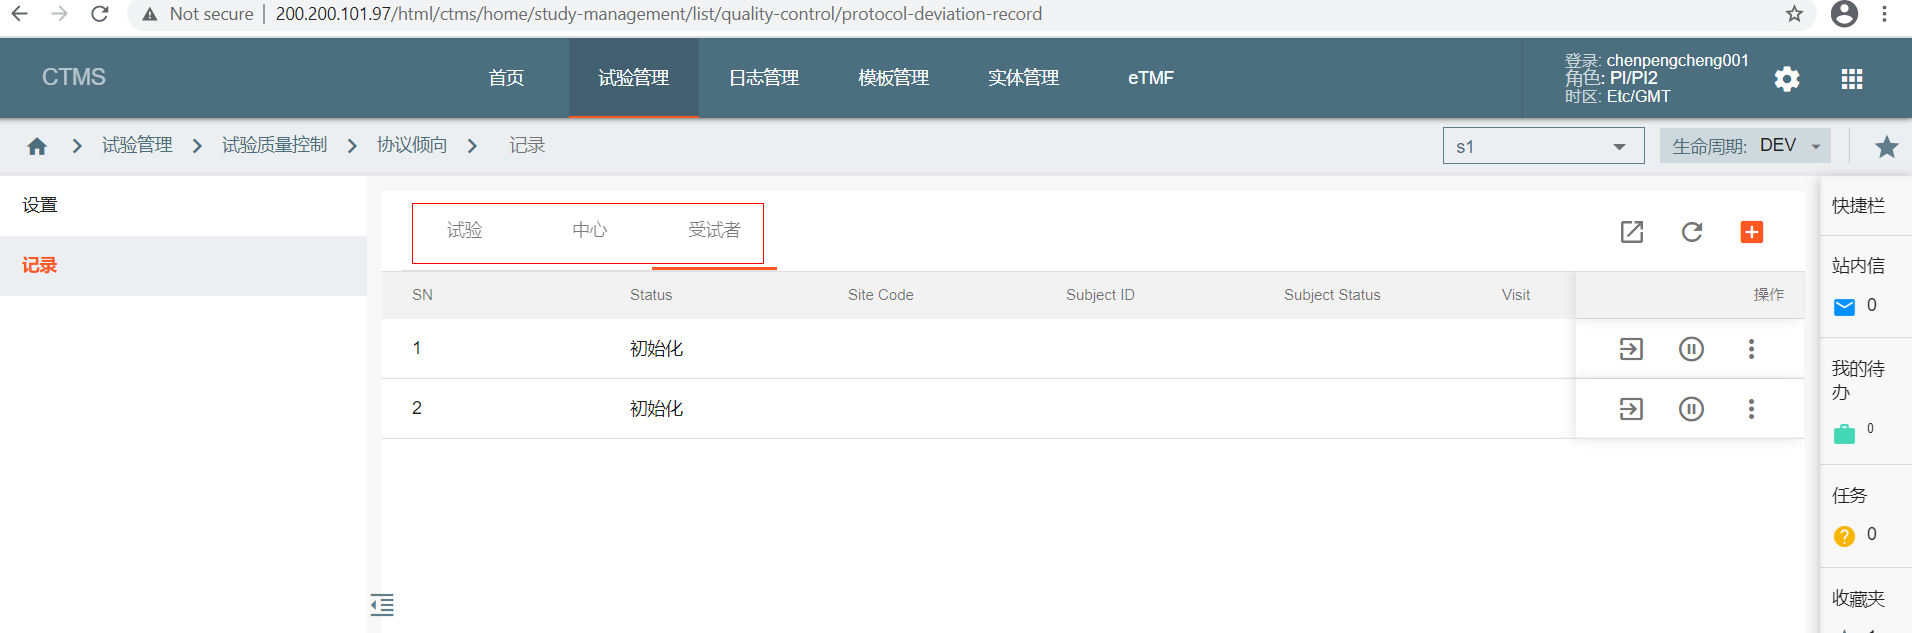 Not secure
200.200.101.97/html/ctms/home/study-management/list/quality-control/protocol-deviation-record
CTMS
首页
试验管理
日志管理
模板管理
实体管理
eTMF
登录: chenpengcheng001
角色: PI/PI2
时区: Etc/GMT
试验管理
试验质量控制
协议倾向
记录
s1
生命周期: DEV
设置
记录
试验 中心 受试者
SN Status Site Code Subject ID Subject Status Visit 操作
1 初始化
2 初始化
快捷栏
站内信
0
我的待
办
0
任务
0
收藏夹